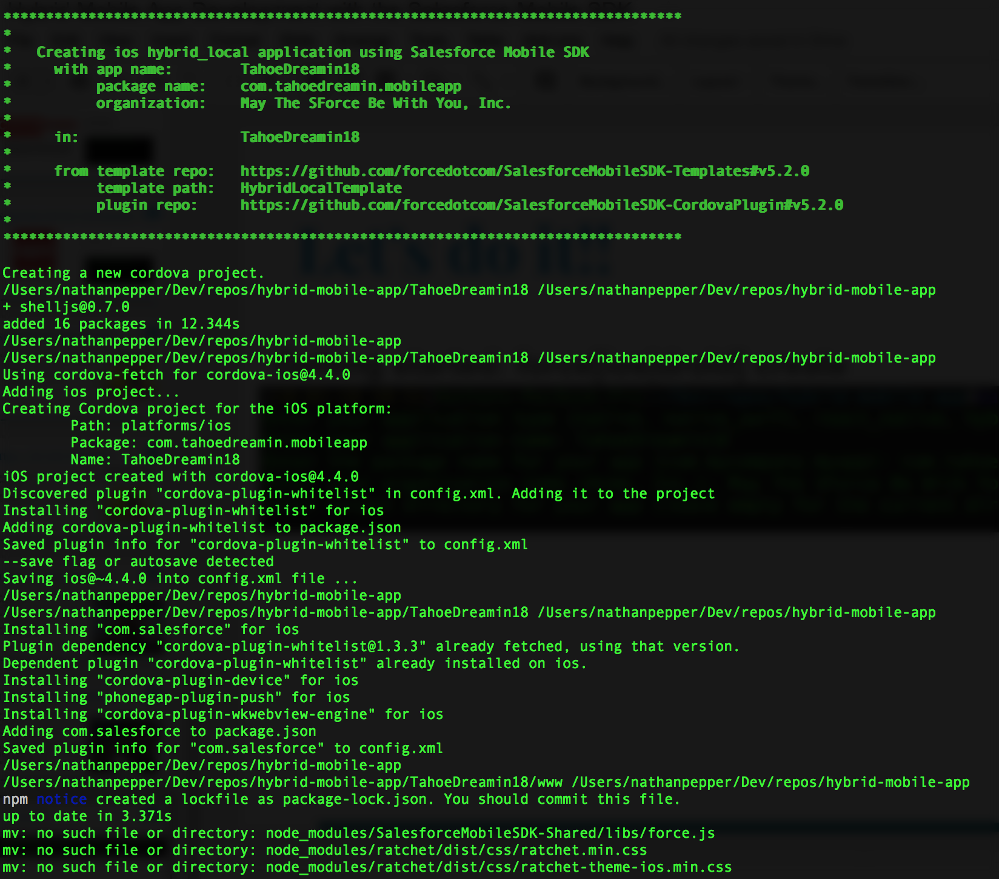 ********************************************************************************
*
*   Creating ios hybrid_local application using Salesforce Mobile SDK
*     with app name:        TahoeDreamin18
*          package name:    com.tahoedreamin.mobileapp
*          organization:    May The SForce Be With You, Inc.
*
*     in:                   TahoeDreamin18
*
*     from template repo:   https://github.com/forcedotcom/SalesforceMobileSDK-Templates#v5.2.0
*          template path:   HybridLocalTemplate
*          plugin repo:     https://github.com/forcedotcom/SalesforceMobileSDK-CordovaPlugin#v5.2.0
*
********************************************************************************
Let's do it!!
Creating a new cordova project.
/Users/nathanpepper/Dev/repos/hybrid-mobile-app/TahoeDreamin18 /Users/nathanpepper/Dev/repos/hybrid-mobile-app
+ shelljs@0.7.0
added 16 packages in 12.344s
/Users/nathanpepper/Dev/repos/hybrid-mobile-app
/Users/nathanpepper/Dev/repos/hybrid-mobile-app/TahoeDreamin18 /Users/nathanpepper/Dev/repos/hybrid-mobile-app
Using cordova-fetch for cordova-ios@4.4.0
Adding ios project...
Creating Cordova project for the iOS platform:
        Path: platforms/ios
        Package: com.tahoedreamin.mobileapp
        Name: TahoeDreamin18
iOS project created with cordova-ios@4.4.0
Discovered plugin "cordova-plugin-whitelist" in config.xml. Adding it to the project
Installing "cordova-plugin-whitelist" for ios
Adding cordova-plugin-whitelist to package.json
Saved plugin info for "cordova-plugin-whitelist" to config.xml
--save flag or autosave detected
Saving ios@~4.4.0 into config.xml file ...
/Users/nathanpepper/Dev/repos/hybrid-mobile-app
/Users/nathanpepper/Dev/repos/hybrid-mobile-app/TahoeDreamin18 /Users/nathanpepper/Dev/repos/hybrid-mobile-app
Installing "com.salesforce" for ios
Plugin dependency "cordova-plugin-whitelist@1.3.3" already fetched, using that version.
Dependent plugin "cordova-plugin-whitelist" already installed on ios.
Installing "cordova-plugin-device" for ios
Installing "phonegap-plugin-push" for ios
Installing "cordova-plugin-wkwebview-engine" for ios
Adding com.salesforce to package.json
Saved plugin info for "com.salesforce" to config.xml
/Users/nathanpepper/Dev/repos/hybrid-mobile-app
/Users/nathanpepper/Dev/repos/hybrid-mobile-app/TahoeDreamin18/www /Users/nathanpepper/Dev/repos/hybrid-mobile-app
npm notice created a lockfile as package-lock.json. You should commit this file.
up to date in 3.371s
mv: no such file or directory: node_modules/SalesforceMobileSDK-Shared/libs/force.js
mv: no such file or directory: node_modules/ratchet/dist/css/ratchet.min.css
mv: no such file or directory: node_modules/ratchet/dist/css/ratchet-theme-ios.min.css